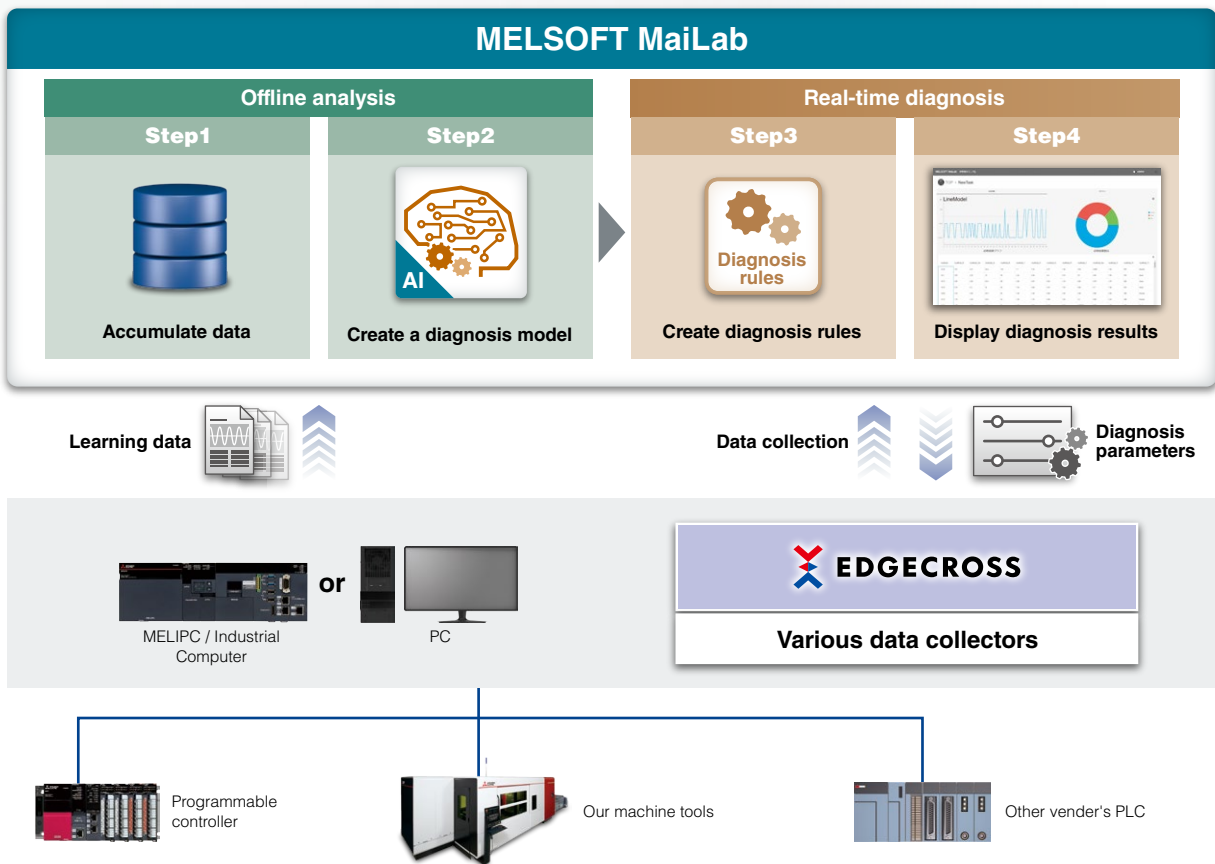 MELSOFT MaiLab
Offline analysis
Real-time diagnosis
Step1
Step2
Step3
Step4
AI
Diagnosis
rules
LineModel
Accumulate data
Create a diagnosis model
Create diagnosis rules
Display diagnosis results
Learning data
Data collection
Diagnosis
parameters
or
MELIPC / Industrial
Computer
PC
EDGECROSS
Various data collectors
Programmable
controller
Our machine tools
Other vender's PLC